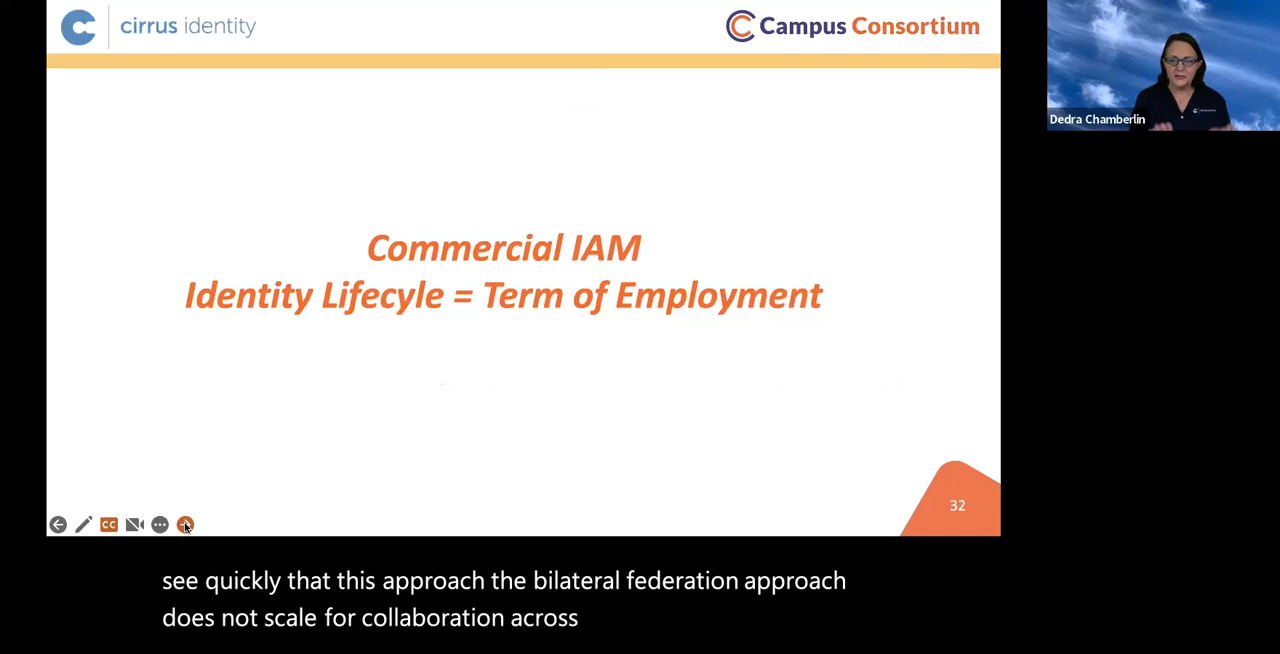 cirrus identity
Campus Consortium
Dedra Chamberlin
Commercial IAM
Identity Lifecyle = Term of Employment
32
CC
see quickly that this approach the bilateral federation approach
does not scale for collaboration across